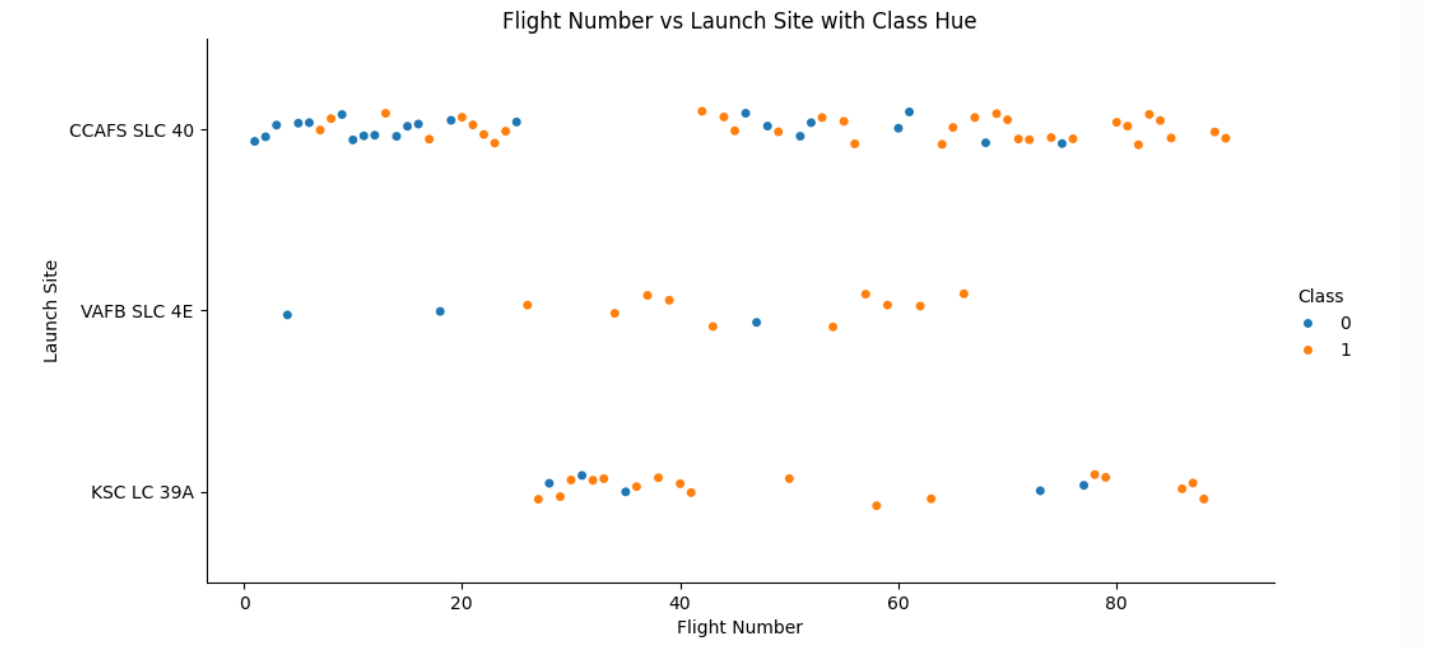 Flight Number vs Launch Site with Class Hue
CCAFS SLC 40
VAFB SLC 4E
KSC LC 39A
Launch Site
0
20
40
60
80
Flight Number
Class
0
1